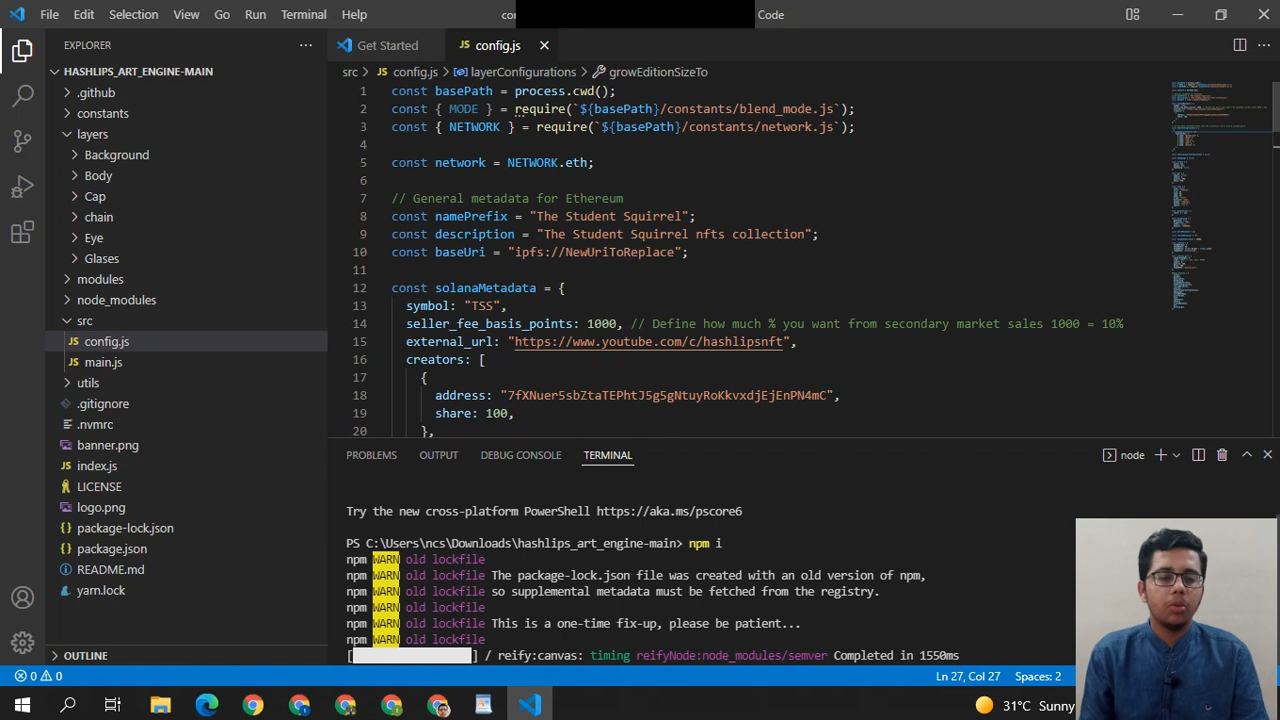 File Edit Selection View Go Run Terminal Help
Code
EXPLORER
HASHLIPS_ART_ENGINE-MAIN
.github
constants
layers
Background
Body
Cap
chain
Eye
Glases
modules
node_modules
src
config.js
main.js
utils
.gitignore
.nvmrc
banner.png
index.js
LICENSE
logo.png
package-lock.json
package.json
README.md
yarn.lock
OUTLINE
Get Started
config.js
src > config.js > layerConfigurations > growEditionSizeTo
1 const basePath = process.cwd();
2 const { MODE } = require(`${basePath}/constants/blend_mode.js`);
3 const { NETWORK } = require(`${basePath}/constants/network.js`);
4
5 const network = NETWORK.eth;
6
7 // General metadata for Ethereum
8 const namePrefix = "The Student Squirrel";
9 const description = "The Student Squirrel nfts collection";
10 const baseUri = "ipfs://NewUriToReplace";
11
12 const solanaMetadata = {
13 symbol: "TSS",
14 seller_fee_basis_points: 1000, // Define how much % you want from secondary market sales 1000 = 10%
15 external_url: "https://www.youtube.com/c/hashlipsnft",
16 creators: [
17 {
18 address: "7fXNuer5sbZtaTEPhtJ5g5gNtuyRoKkvxdjEjEnPN4mC",
19 share: 100,
20 },
PROBLEMS OUTPUT DEBUG CONSOLE TERMINAL
node
Try the new cross-platform PowerShell https://aka.ms/pscore6
PS C:\Users\ncs\Downloads\hashlips_art_engine-main> npm i
npm WARN old lockfile
npm WARN old lockfile The package-lock.json file was created with an old version of npm,
npm WARN old lockfile so supplemental metadata must be fetched from the registry.
npm WARN old lockfile
npm WARN old lockfile This is a one-time fix-up, please be patient...
npm WARN old lockfile
[ ] / reify:canvas: timing reifyNode:node_modules/semver Completed in 1550ms
0 0
Ln 27, Col 27 Spaces: 2
31°C Sunny